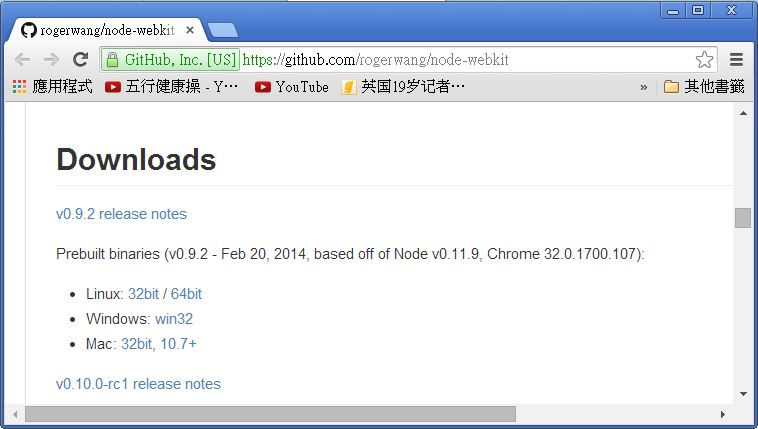 rogerwang/node-webkit
GitHub, Inc. [US] https://github.com/rogerwang/node-webkit
應用程式 五行健康操 - Y… YouTube 英国19岁记者… » 其他書籤
Downloads
v0.9.2 release notes
Prebuilt binaries (v0.9.2 - Feb 20, 2014, based off of Node v0.11.9, Chrome 32.0.1700.107):
• Linux: 32bit / 64bit
• Windows: win32
• Mac: 32bit, 10.7+
v0.10.0-rc1 release notes